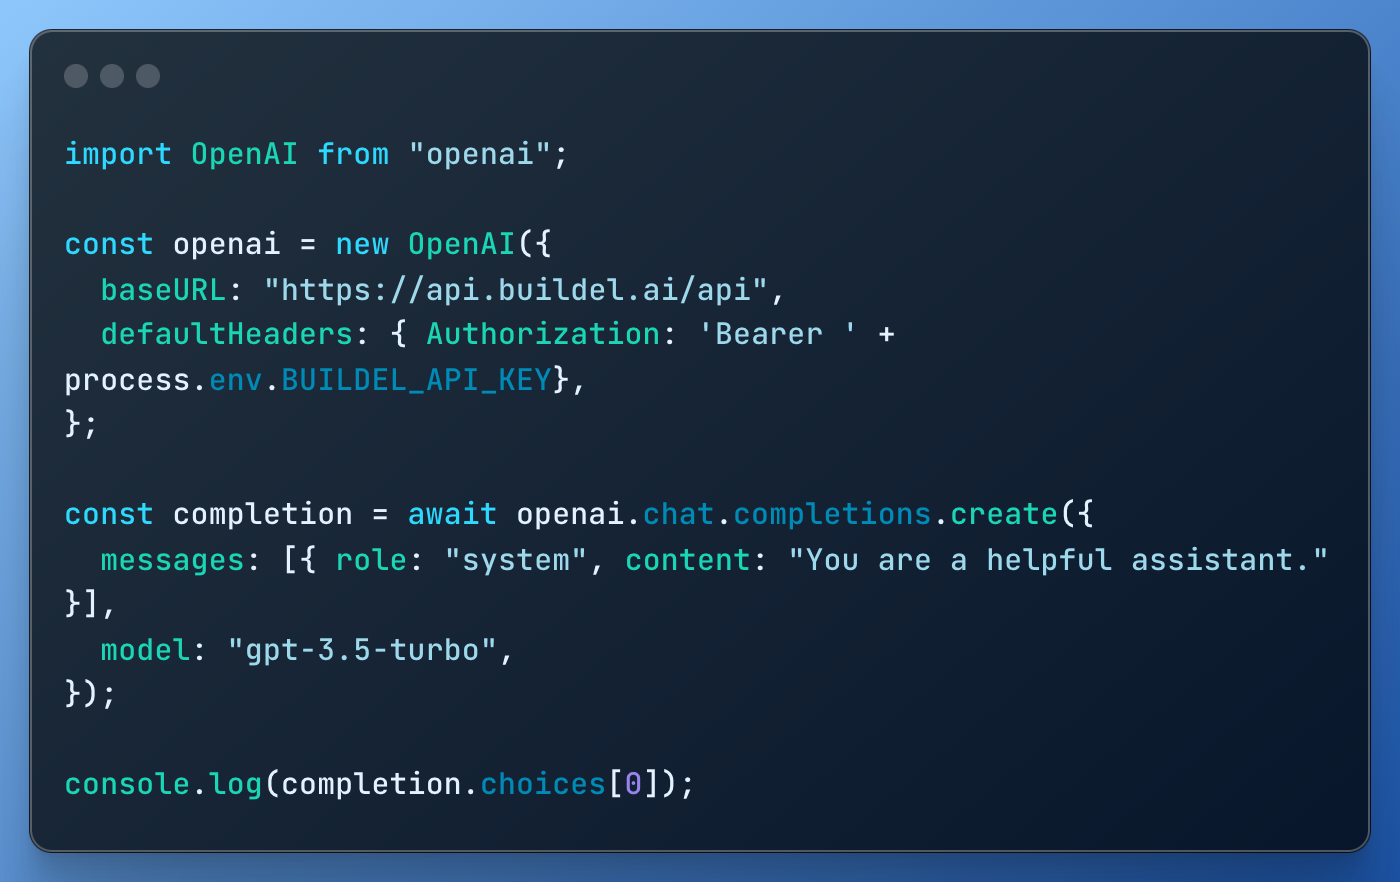 import OpenAI from "openai";

const openai = new OpenAI({
  baseURL: "https://api.buildel.ai/api",
  defaultHeaders: { Authorization: 'Bearer ' +
process.env.BUILDEL_API_KEY},
};

const completion = await openai.chat.completions.create({
  messages: [{ role: "system", content: "You are a helpful assistant."
}],
  model: "gpt-3.5-turbo",
});

console.log(completion.choices[0]);